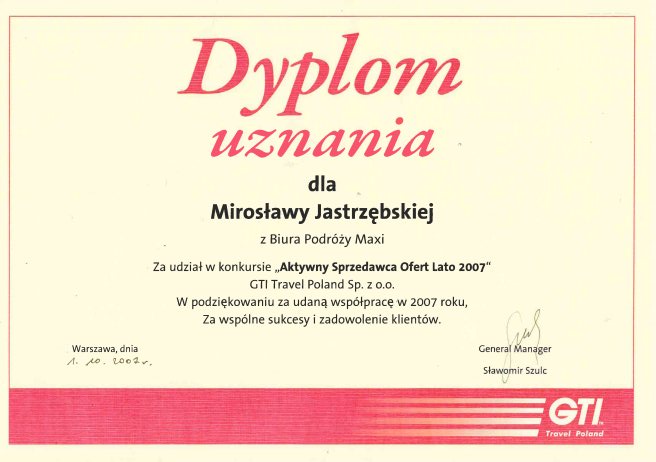 Dyplom
uznania
dla
Mirosławy Jastrzębskiej
z Biura Podróży Maxi
Za udział w konkursie „Aktywny Sprzedawca Ofert Lato 2007“
GTI Travel Poland Sp. z o.o.
W podziękowaniu za udaną współpracę w 2007 roku,
Za wspólne sukcesy i zadowolenie klientów.
Warszawa, dnia
1. 10. 2007r.
General Manager
Sławomir Szulc
GTI
Travel Poland